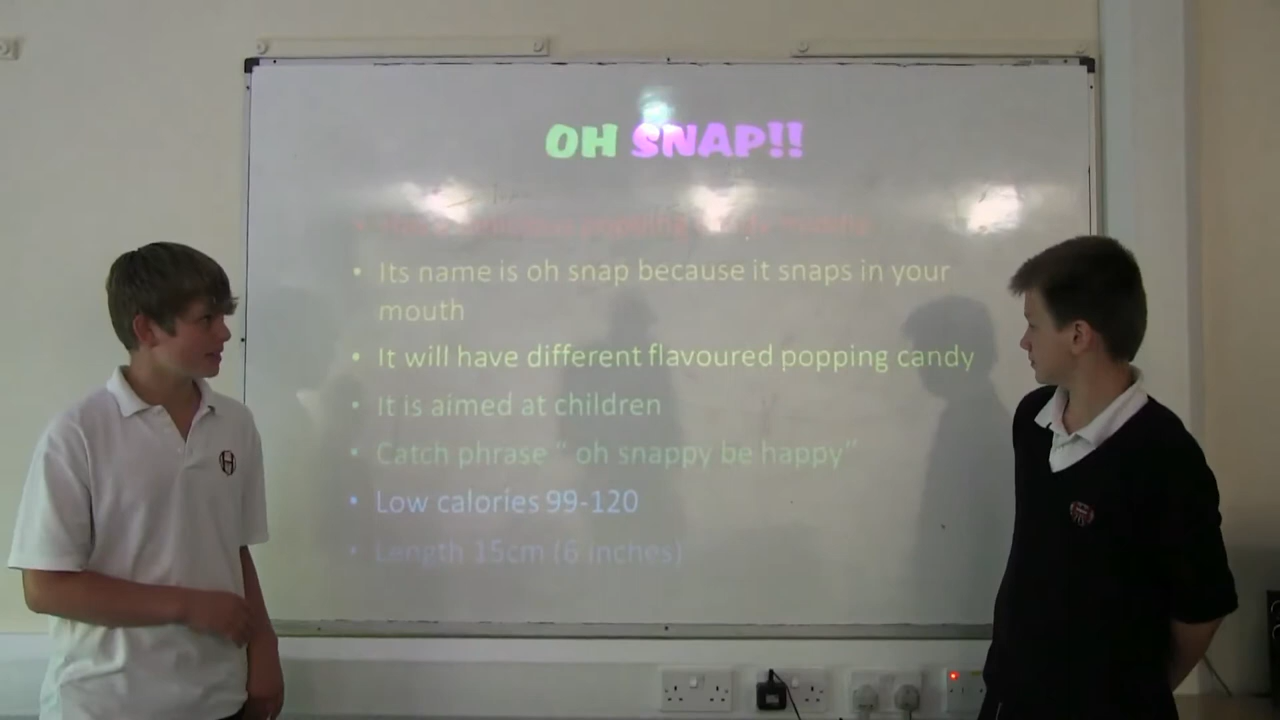 OH SNAP!!
• popping
• Its name is oh snap because it snaps in your
mouth
• It will have different flavoured popping candy
• It is aimed at children
• Catch phrase “ oh snappy be happy”
• Low calories 99-120
• Length 15cm (6 inches)